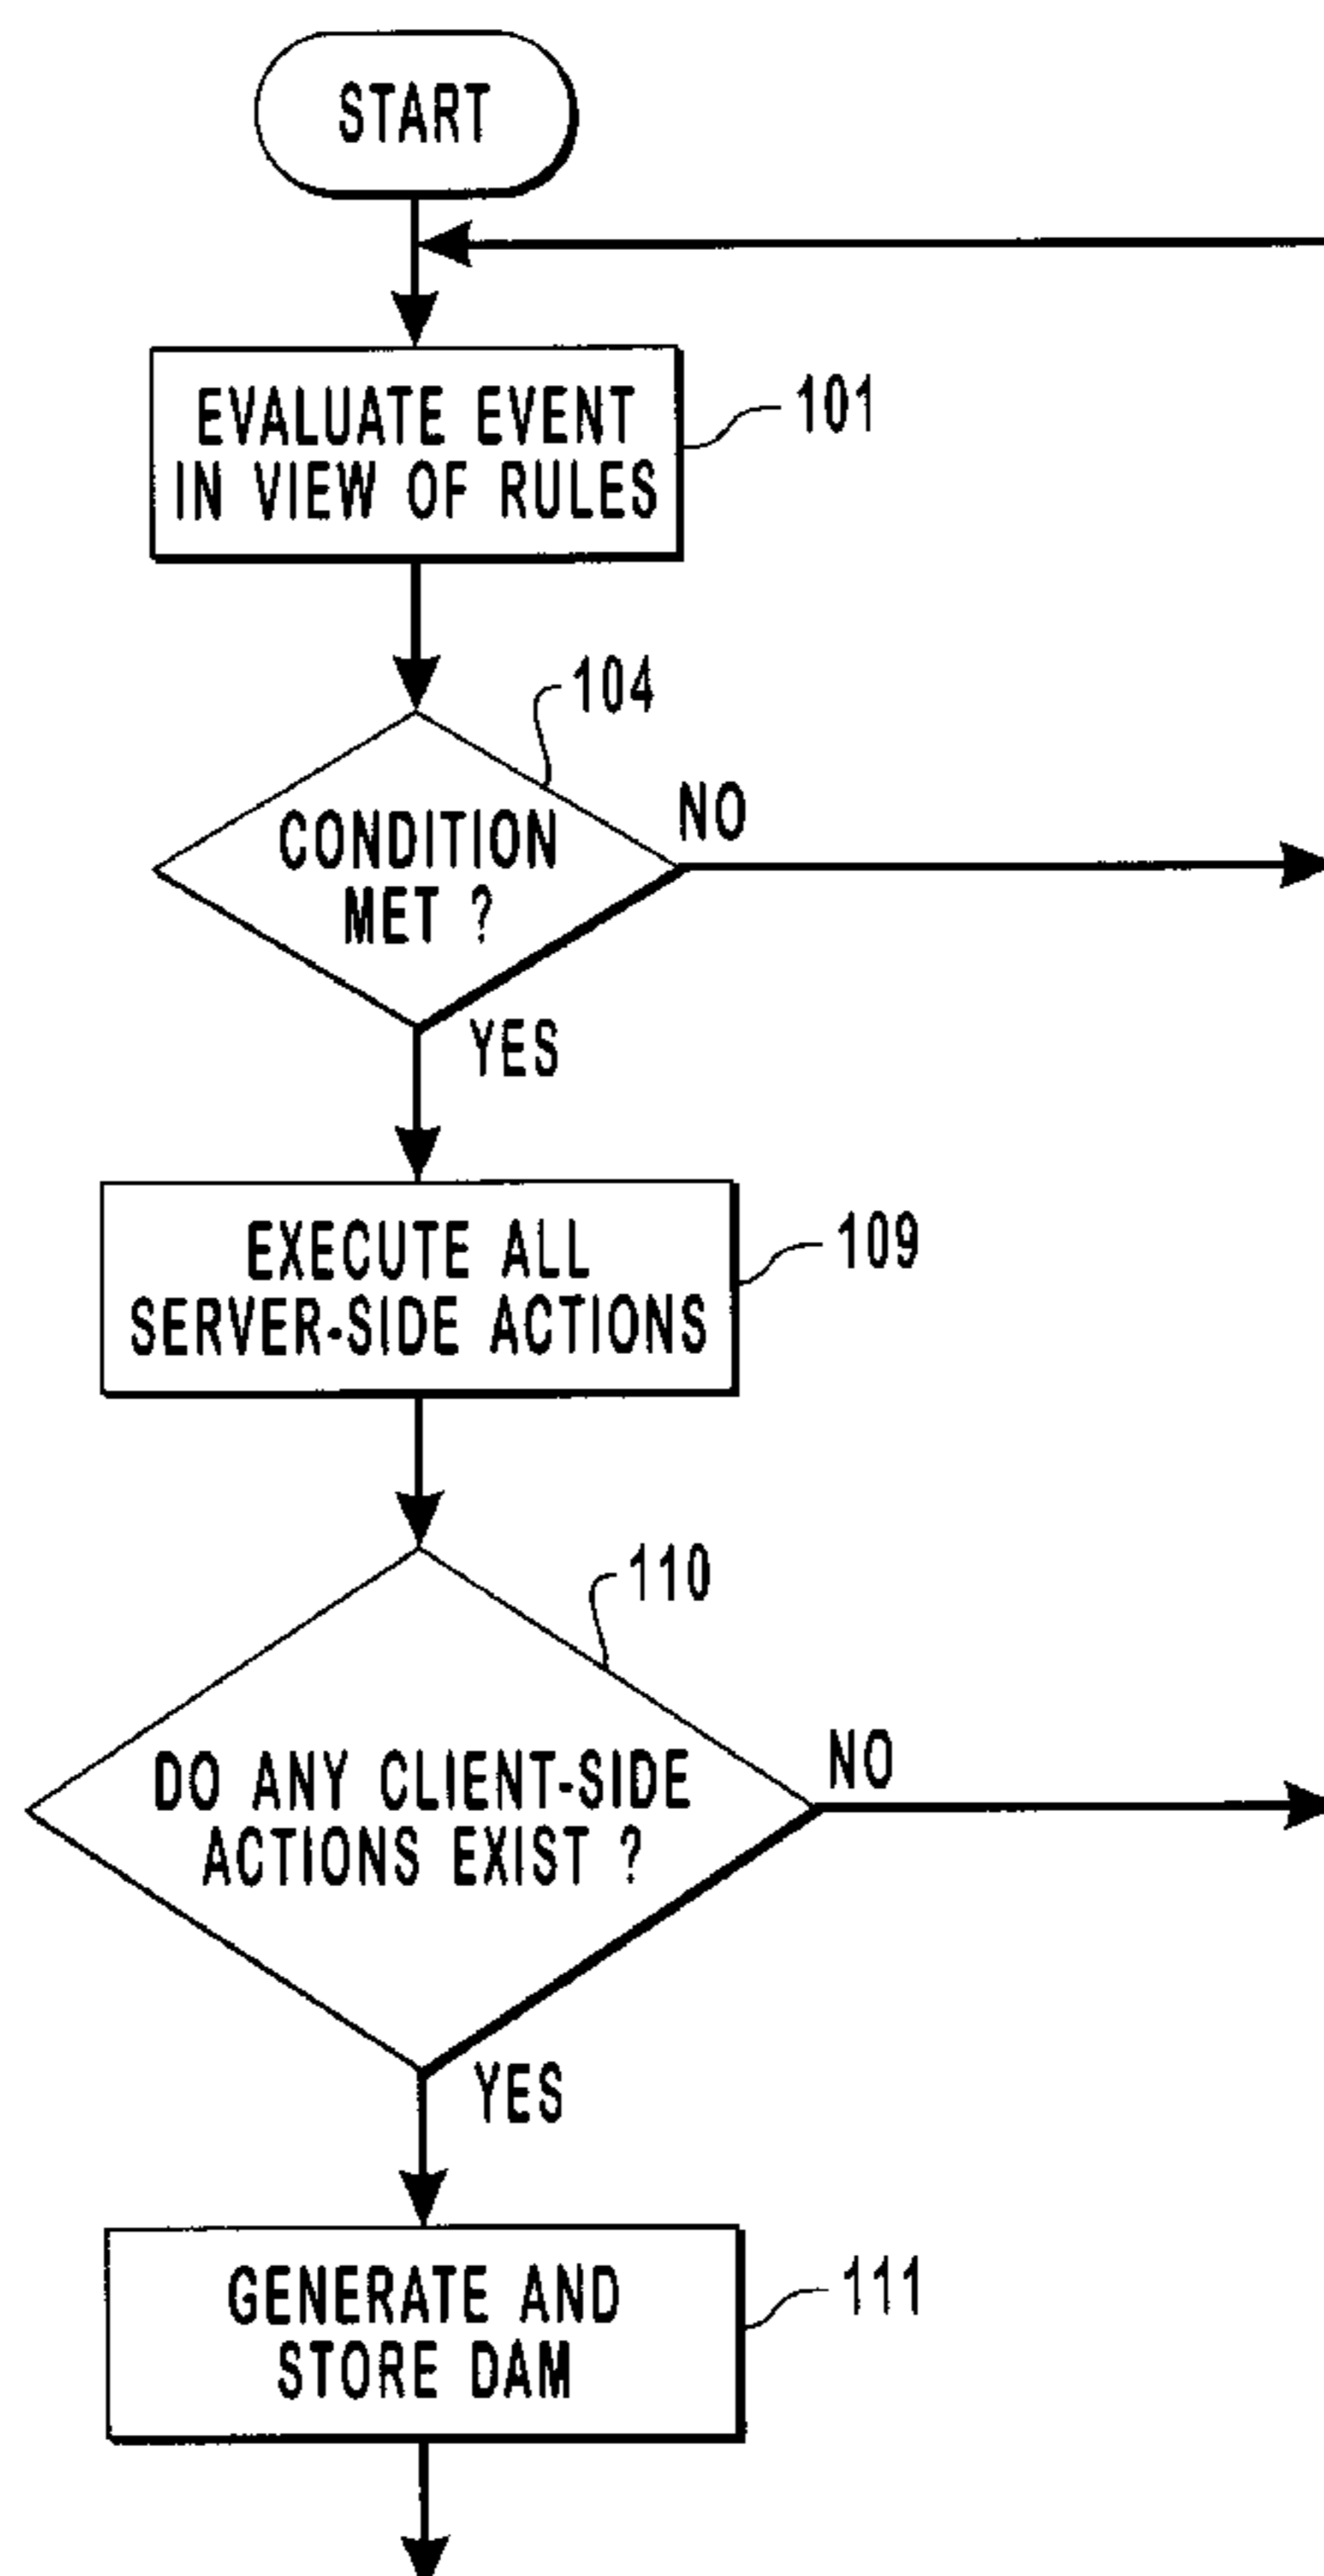 START
EVALUATE EVENT
IN VIEW OF RULES
101
104
CONDITION
MET ?
NO
YES
EXECUTE ALL
SERVER-SIDE ACTIONS
109
110
DO ANY CLIENT-SIDE
ACTIONS EXIST ?
NO
YES
GENERATE AND
STORE DAM
111